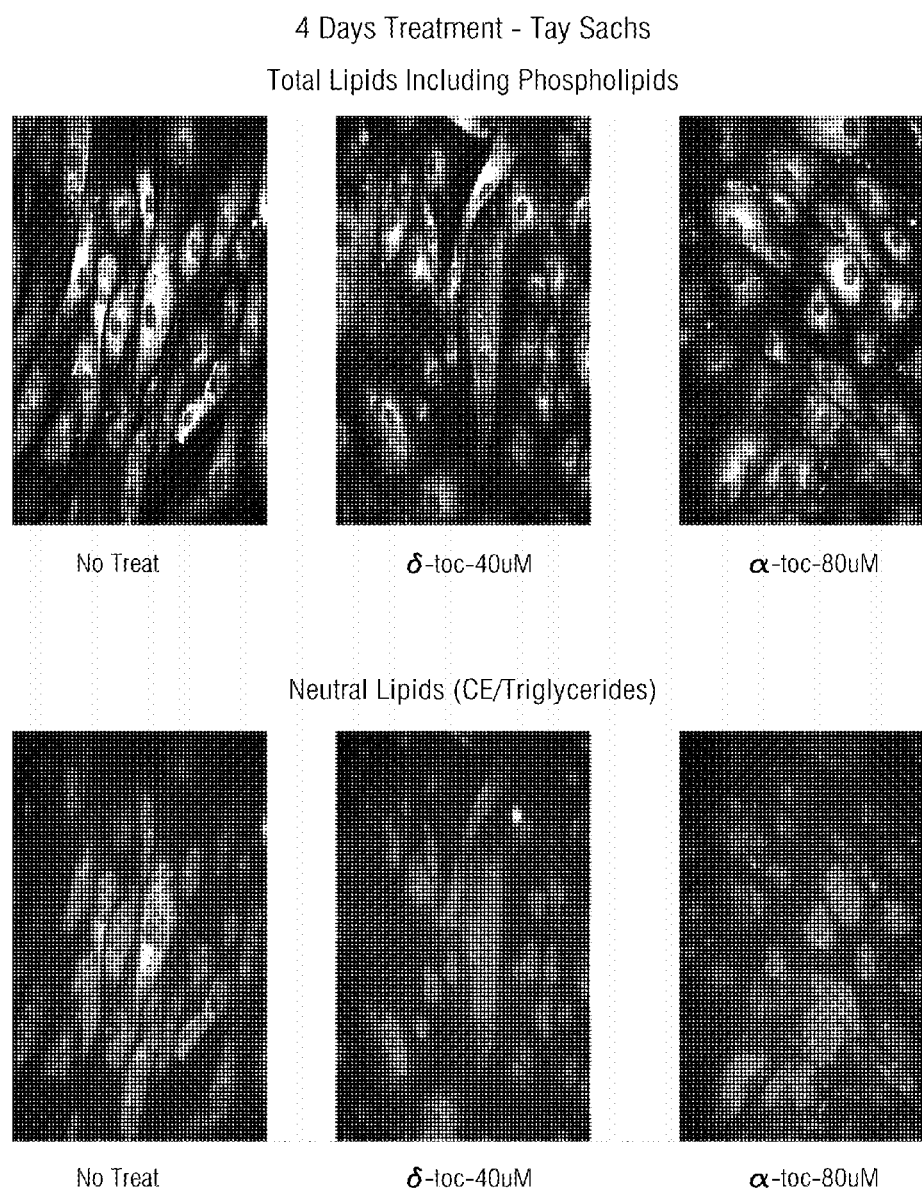 4 Days Treatment - Tay Sachs
Total Lipids Including Phospholipids
No Treat
δ-toc-40uM
α-toc-80uM
Neutral Lipids (CE/Triglycerides)
No Treat
δ-toc-40uM
α-toc-80uM